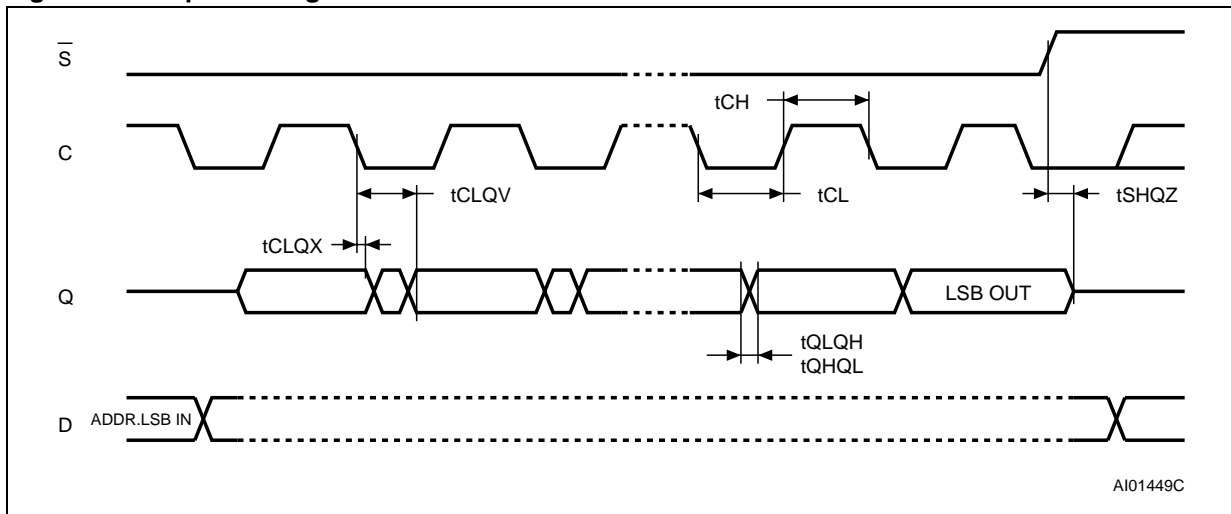 S
tCH
C
tCLQV
tCL
tSHQZ
tCLQX
Q
LSB OUT
tQLQH
tQHQL
D
ADDR.LSB IN
AI01449C